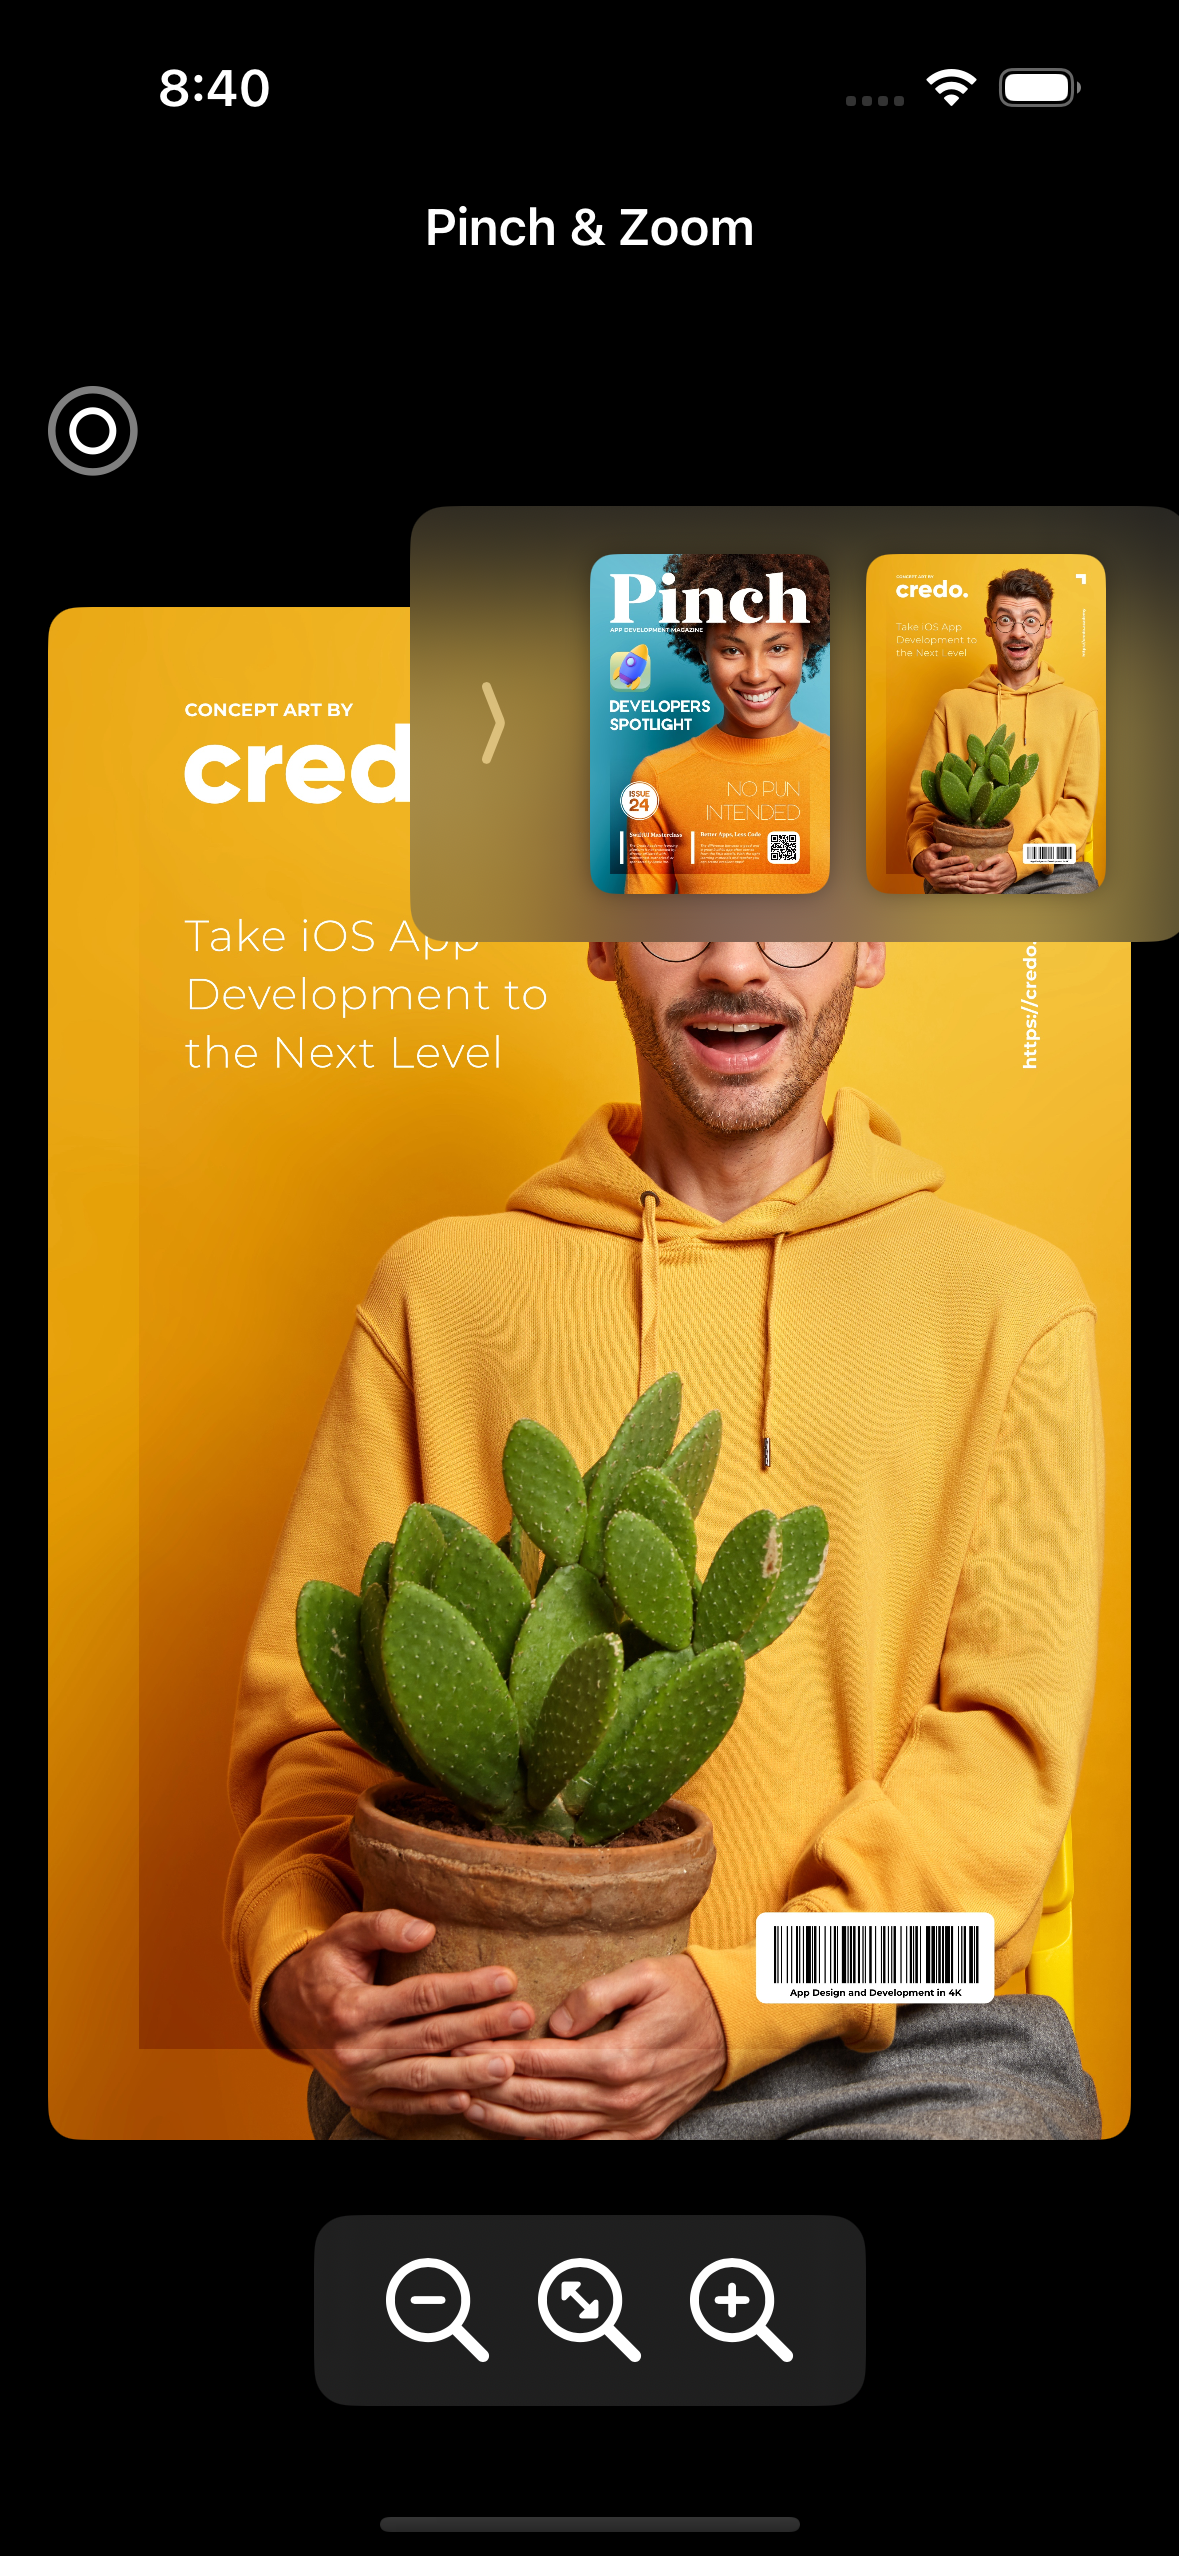 8:40
Pinch & Zoom
Pinch
APP DEVELOPMENT MAGAZINE
DEVELOPERS
SPOTLIGHT
ISSUE
24
NO PUN
INTENDED
SwiftUI Masterclass
Better Apps, Less Code
CONCEPT ART BY
credo.
Take iOS App
Development to
the Next Level
CONCEPT ART BY
cred
Take iOS App
Development to
the Next Level
https://credo.
App Design and Development in 4K